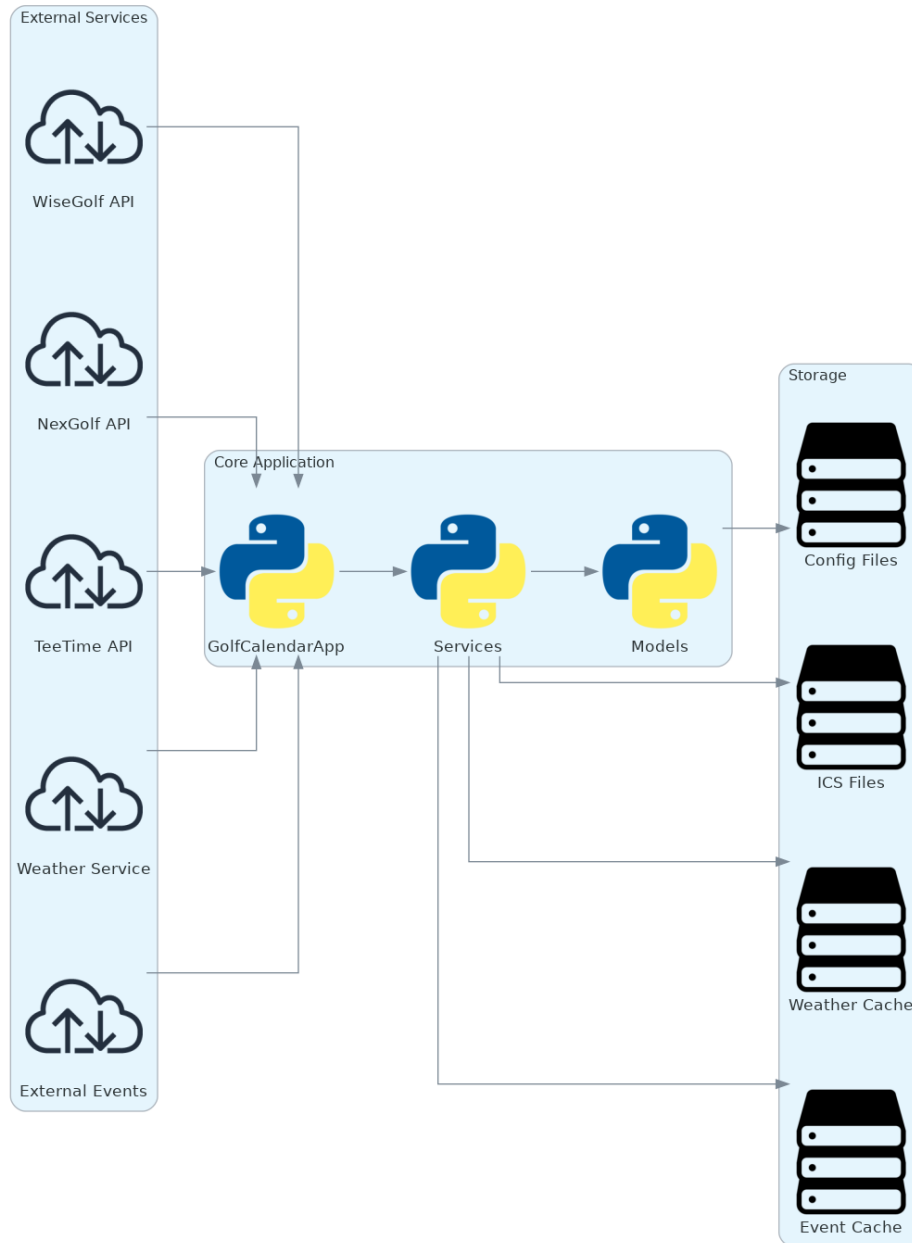 External Services
WiseGolf API
NexGolf API
TeeTime API
Weather Service
External Events
Core Application
GolfCalendarApp
Services
Models
Storage
Config Files
ICS Files
Weather Cache
Event Cache